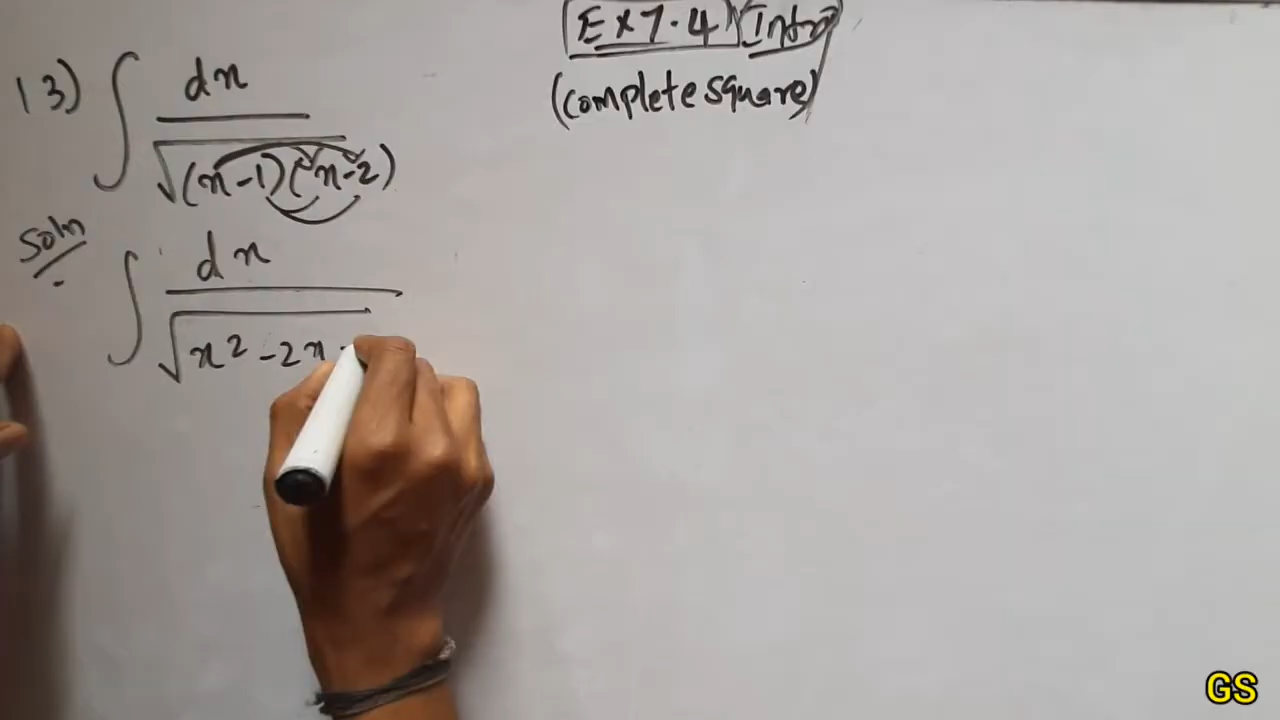 Ex 7.4 Intro
(complete square)
13) ∫ dx
√(x-1)(x-2)
Soln
∫ dx
√x² -2x
GS